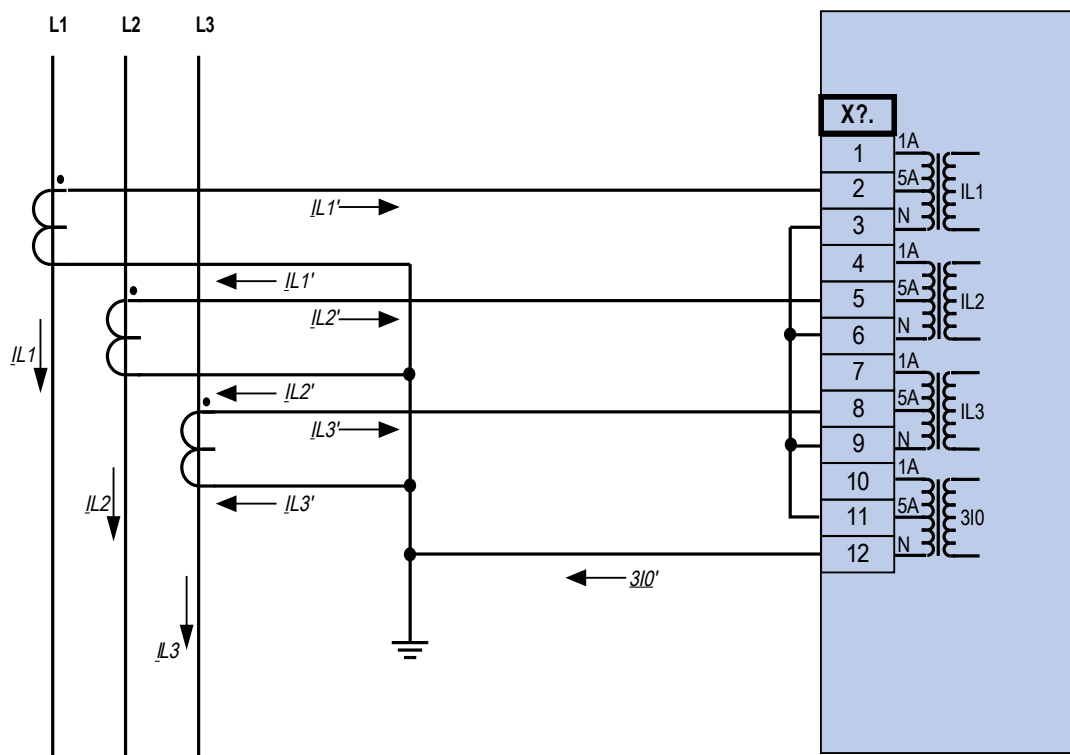 L1 L2 L3
X?.
1 1A
2 5A IL1
3 N
IL1'
4 1A
IL1'
5 5A IL2
IL2'
6 N
IL1
7 1A
IL2'
8 5A IL3
IL3'
9 N
10 1A
IL2 IL3'
11 5A 3I0
12 N
3I0'
IL3